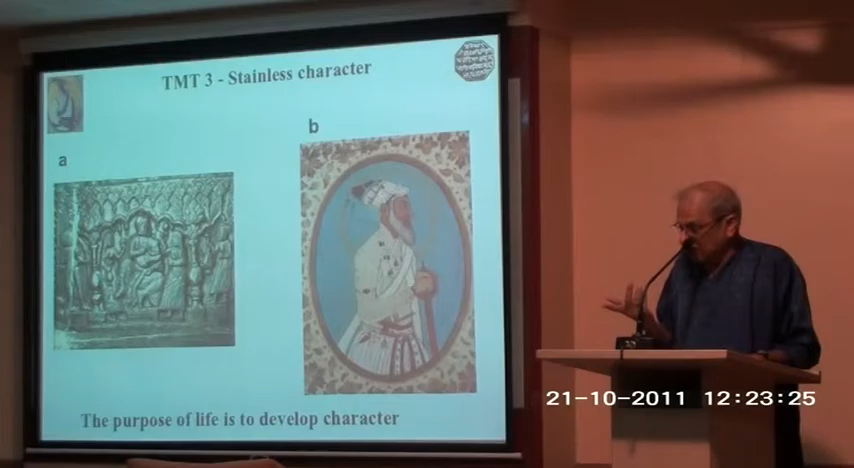 TMT 3 - Stainless character
b
a
The purpose of life is to develop character
21-10-2011 12:23:25